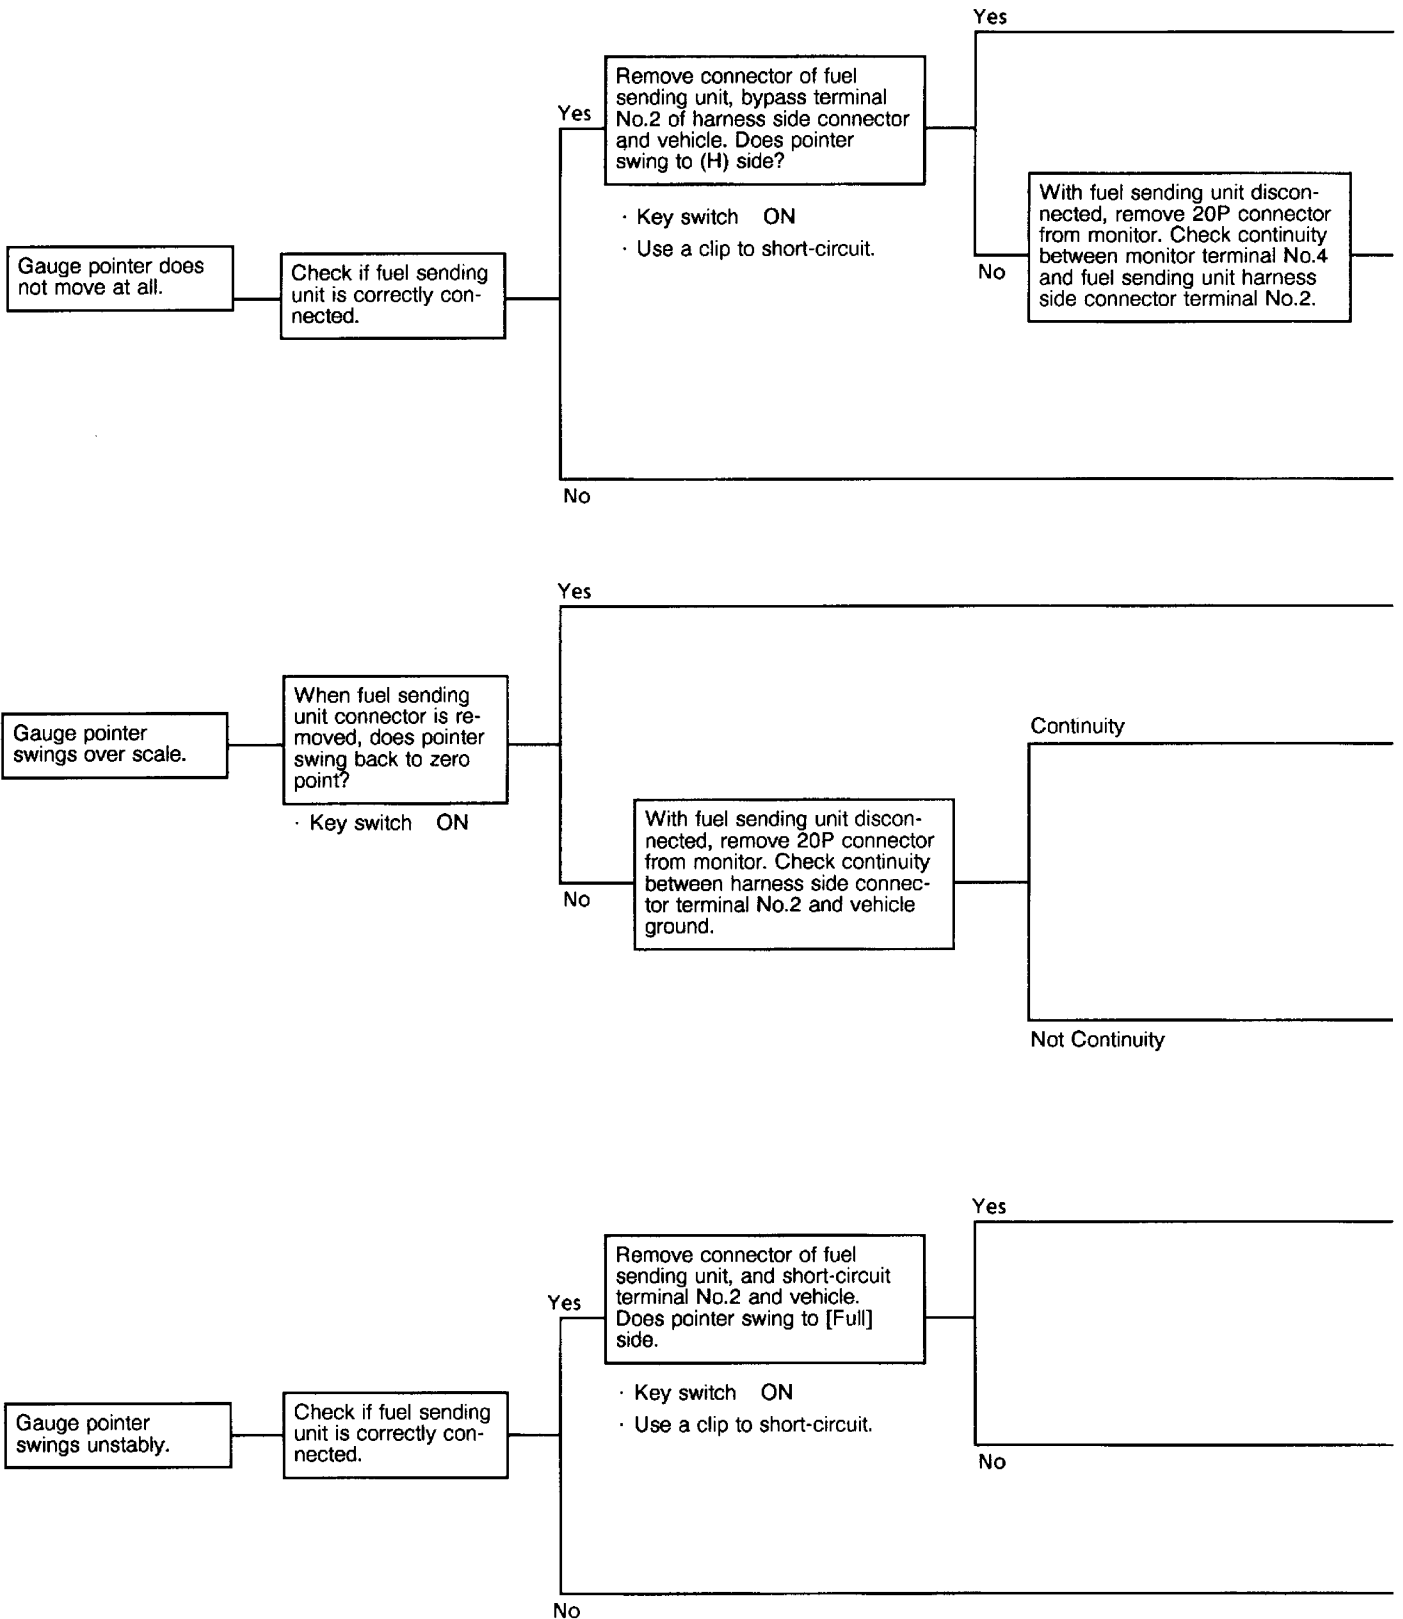 Yes
Remove connector of fuel
sending unit, bypass terminal
No.2 of harness side connector
and vehicle. Does pointer
swing to (H) side?
Yes
· Key switch ON
· Use a clip to short-circuit.
With fuel sending unit discon-
nected, remove 20P connector
from monitor. Check continuity
between monitor terminal No.4
and fuel sending unit harness
side connector terminal No.2.
No
Gauge pointer does
not move at all.
Check if fuel sending
unit is correctly con-
nected.
No
Yes
When fuel sending
unit connector is re-
moved, does pointer
swing back to zero
point?
· Key switch ON
Gauge pointer
swings over scale.
Continuity
With fuel sending unit discon-
nected, remove 20P connector
from monitor. Check continuity
between harness side connec-
tor terminal No.2 and vehicle
ground.
No
Not Continuity
Yes
Remove connector of fuel
sending unit, and short-circuit
terminal No.2 and vehicle.
Does pointer swing to [Full]
side.
Yes
· Key switch ON
· Use a clip to short-circuit.
Gauge pointer
swings unstably.
Check if fuel sending
unit is correctly con-
nected.
No
No